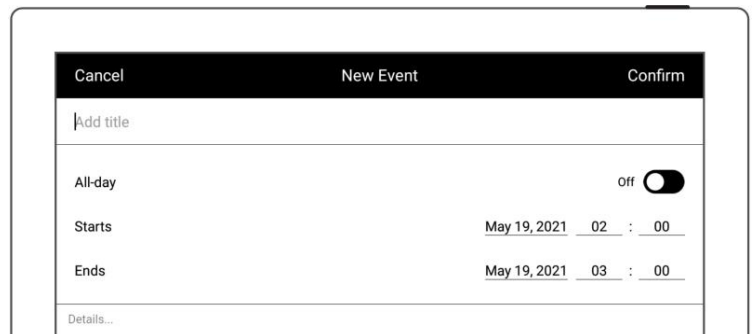 Cancel New Event Confirm
Add title
All-day Off
Starts May 19, 2021 02 : 00
Ends May 19, 2021 03 : 00
Details...